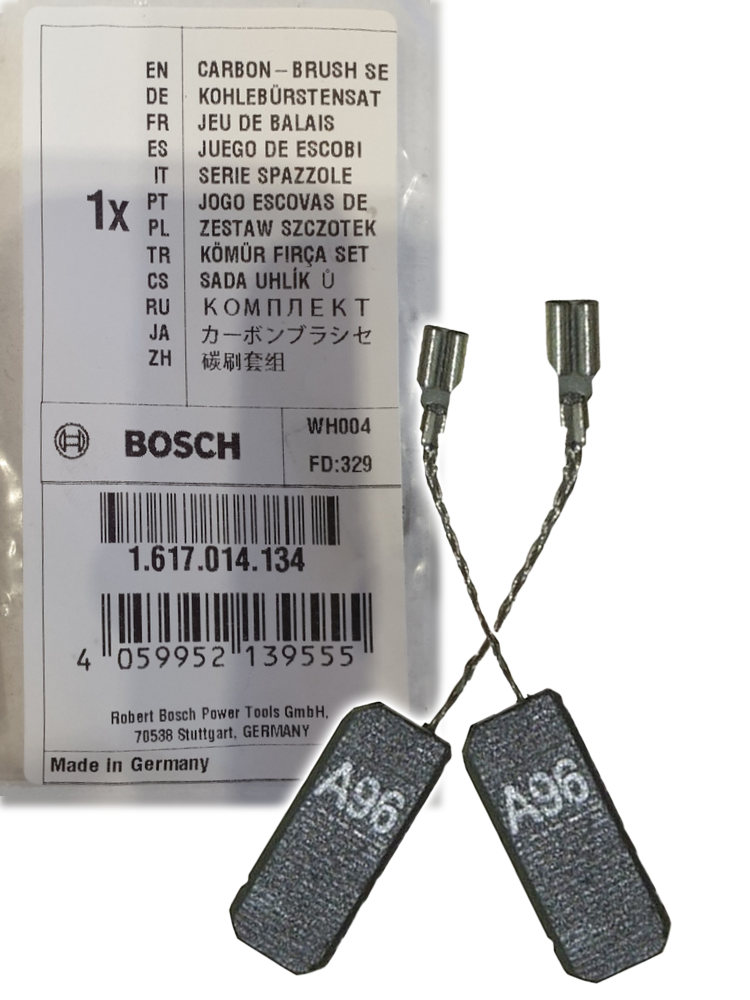 EN CARBON-BRUSH SE
DE KOHLEBÜRSTENSAT
FR JEU DE BALAIS
ES JUEGO DE ESCOBI
IT SERIE SPAZZOLE
1x
PT JOGO ESCOVAS DE
PL ZESTAW SZCZOTEK
TR KÖMÜR FIRÇA SET
CS SADA UHLÍK Ů
RU КОМПЛЕКТ
JA カーボンブラシセ
ZH 碳刷套组
BOSCH
WH004
FD:329
1.617.014.134
4 059952 139555
Robert Bosch Power Tools GmbH,
70538 Stuttgart, GERMANY
Made in Germany
A96
A96